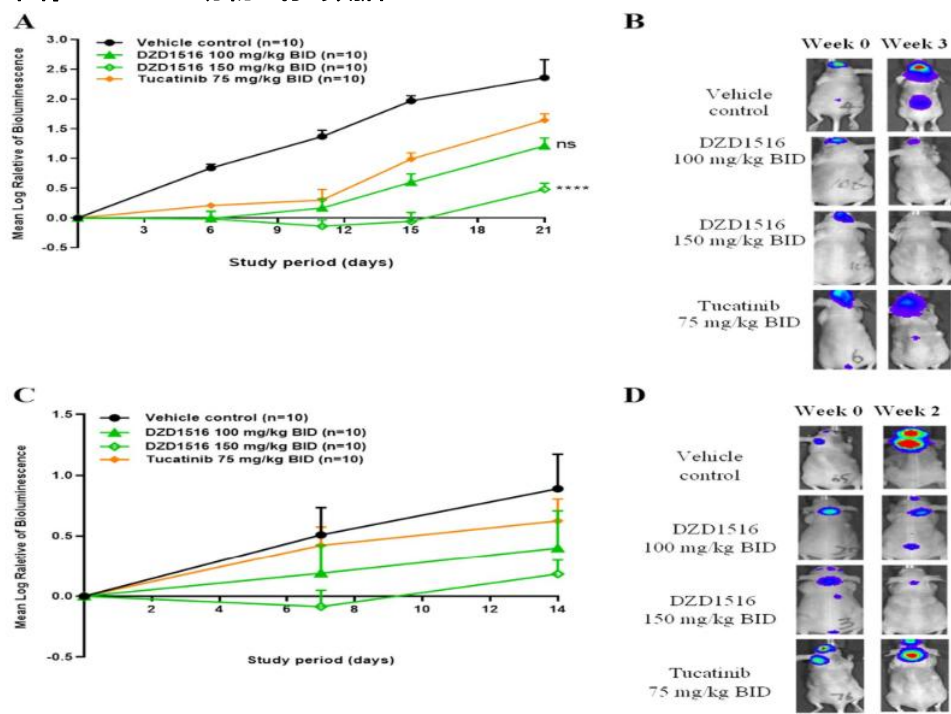 A
3.0
2.5
2.0
1.5
1.0
0.5
0.0
-0.5
Mean Log Raletive of Bioluminescence
Vehicle control (n=10)
DZD1516 100 mg/kg BID (n=10)
DZD1516 150 mg/kg BID (n=10)
Tucatinib 75 mg/kg BID (n=10)
ns
****
3 6 9 12 15 18 21
Study period (days)
B
Week 0 Week 3
Vehicle
control
DZD1516
100 mg/kg BID
DZD1516
150 mg/kg BID
Tucatinib
75 mg/kg BID
6
C
1.5
1.0
0.5
0.0
-0.5
Mean Log Raletive of Bioluminescence
Vehicle control (n=10)
DZD1516 100 mg/kg BID (n=10)
DZD1516 150 mg/kg BID (n=10)
Tucatinib 75 mg/kg BID (n=10)
2 4 6 8 10 12 14
Study period (days)
D
Week 0 Week 2
Vehicle
control
DZD1516
100 mg/kg BID
DZD1516
150 mg/kg BID
3
Tucatinib
75 mg/kg BID